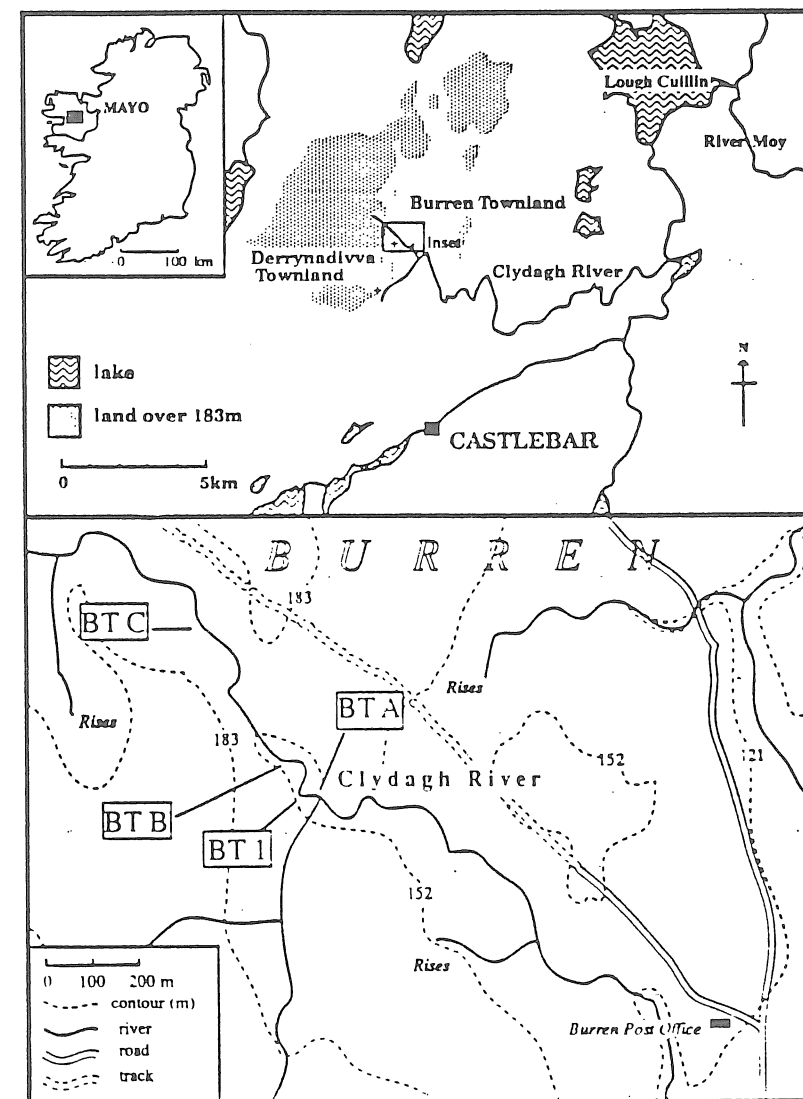 MAYO
0 100 km
Lough Cuillin
River Moy
Burren Townland
Inset
Derrynadivva
Townland
Clydagh River
lake
land over 183m
N
CASTLEBAR
0 5km
BURREN
183
BT C
Rises
Rises
BT A
183
152
21
Clydagh River
BT B
BT 1
152
Rises
0 100 200 m
contour (m)
river
road
track
Burren Post Office